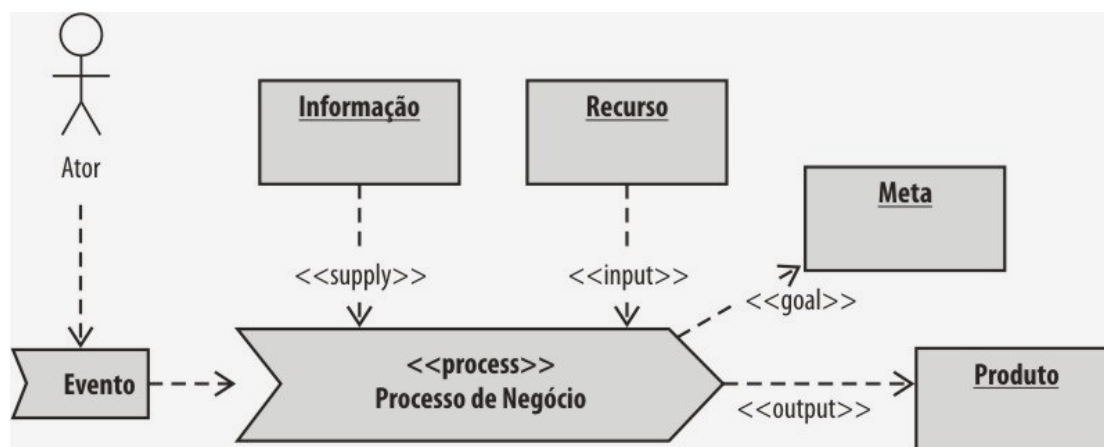 Informação
Recurso
Ator
Meta
<<supply>>
<<input>>
<<goal>>
<<process>>
Evento
Processo de Negócio
Produto
<<output>>